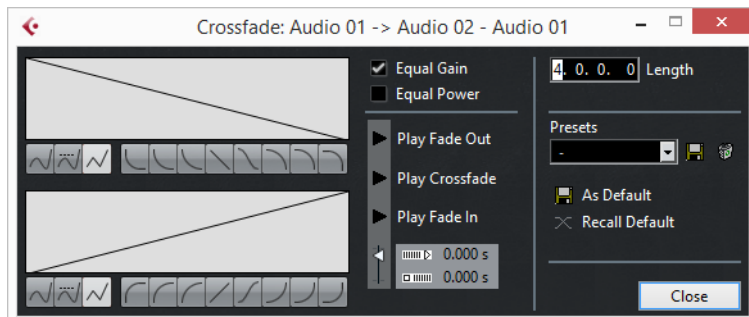 Crossfade: Audio 01 -> Audio 02 - Audio 01
Equal Gain
Equal Power
Play Fade Out
Play Crossfade
Play Fade In
0.000 s
0.000 s
4. 0. 0. 0 Length
Presets
-
As Default
Recall Default
Close